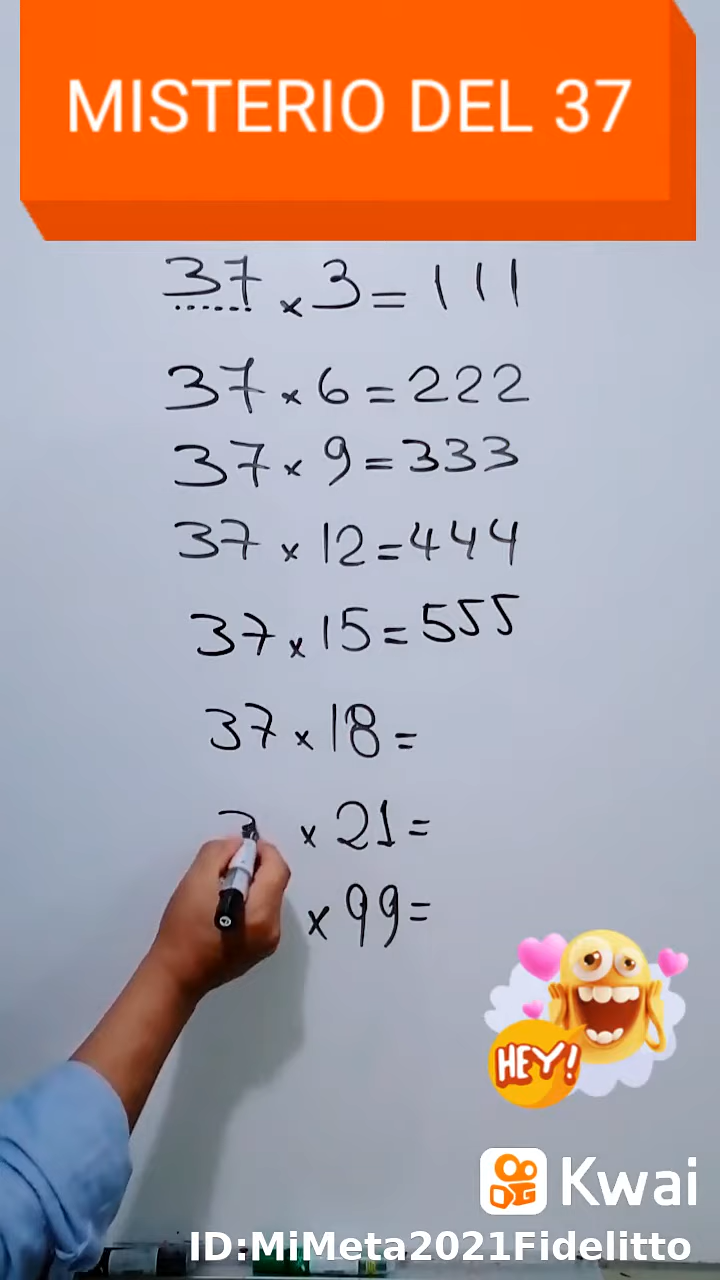 MISTERIO DEL 37
37 × 3 = 111
37 × 6 = 222
37 × 9 = 333
37 × 12 = 444
37 × 15 = 555
37 × 18 =
× 21 =
× 99 =
HEY!
Kwai
ID:MiMeta2021Fidelitto